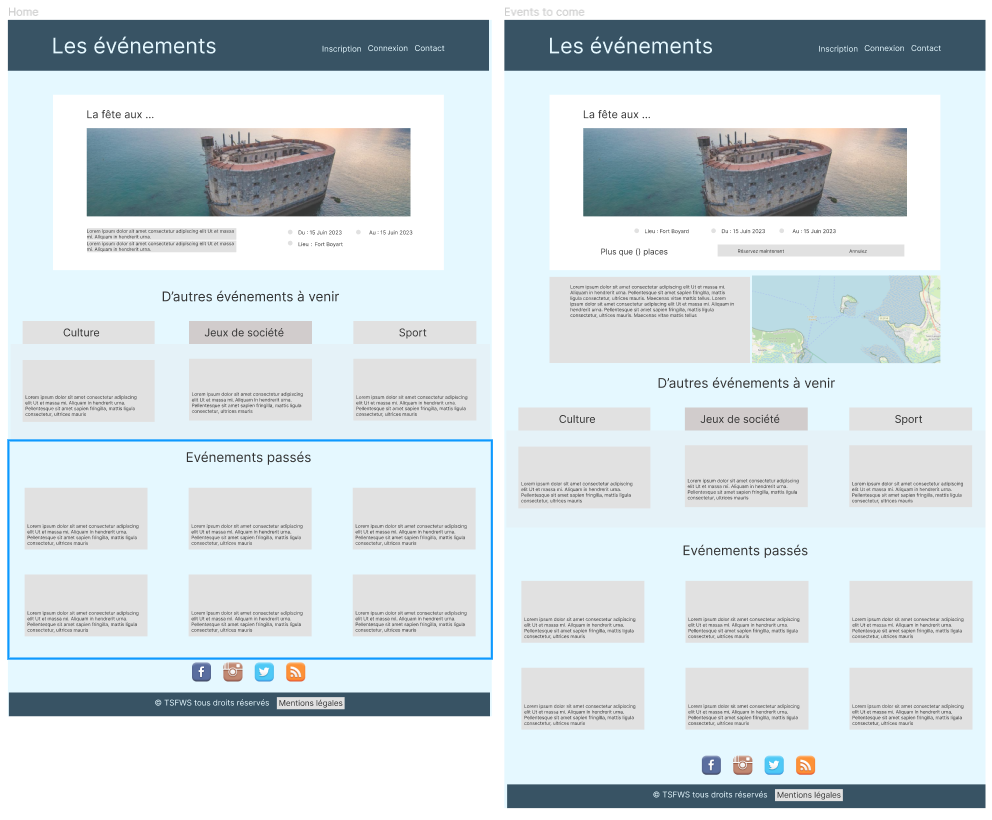 Home
Les événements
Inscription Connexion Contact
La fête aux ...
Lorem ipsum dolor sit amet consectetur adipiscing elit Ut et massa
mi. Aliquam in hendrerit urna.
Lorem ipsum dolor sit amet consectetur adipiscing elit Ut et massa
mi. Aliquam in hendrerit urna.
Du : 15 Juin 2023 Au : 15 Juin 2023
Lieu : Fort Boyart
D'autres événements à venir
Culture Jeux de société Sport
Lorem ipsum dolor sit amet consectetur adipiscing
elit Ut et massa mi. Aliquam in hendrerit urna.
Pellentesque sit amet sapien fringilla, mattis ligula
consectetur, ultrices mauris
Lorem ipsum dolor sit amet consectetur adipiscing
elit Ut et massa mi. Aliquam in hendrerit urna.
Pellentesque sit amet sapien fringilla, mattis ligula
consectetur, ultrices mauris
Lorem ipsum dolor sit amet consectetur adipiscing
elit Ut et massa mi. Aliquam in hendrerit urna.
Pellentesque sit amet sapien fringilla, mattis ligula
consectetur, ultrices mauris
Evénements passés
Lorem ipsum dolor sit amet consectetur adipiscing
elit Ut et massa mi. Aliquam in hendrerit urna.
Pellentesque sit amet sapien fringilla, mattis ligula
consectetur, ultrices mauris
Lorem ipsum dolor sit amet consectetur adipiscing
elit Ut et massa mi. Aliquam in hendrerit urna.
Pellentesque sit amet sapien fringilla, mattis ligula
consectetur, ultrices mauris
Lorem ipsum dolor sit amet consectetur adipiscing
elit Ut et massa mi. Aliquam in hendrerit urna.
Pellentesque sit amet sapien fringilla, mattis ligula
consectetur, ultrices mauris
Lorem ipsum dolor sit amet consectetur adipiscing
elit Ut et massa mi. Aliquam in hendrerit urna.
Pellentesque sit amet sapien fringilla, mattis ligula
consectetur, ultrices mauris
Lorem ipsum dolor sit amet consectetur adipiscing
elit Ut et massa mi. Aliquam in hendrerit urna.
Pellentesque sit amet sapien fringilla, mattis ligula
consectetur, ultrices mauris
Lorem ipsum dolor sit amet consectetur adipiscing
elit Ut et massa mi. Aliquam in hendrerit urna.
Pellentesque sit amet sapien fringilla, mattis ligula
consectetur, ultrices mauris
© TSFWS tous droits réservés Mentions légales
Events to come
Les événements
Inscription Connexion Contact
La fête aux ...
Lieu : Fort Boyard Du : 15 Juin 2023 Au : 15 Juin 2023
Plus que () places Réservez maintenent Annulez
Lorem ipsum dolor sit amet consectetur adipiscing elit Ut et massa mi.
Aliquam in hendrerit urna. Pellentesque sit amet sapien fringilla, mattis
ligula consectetur, ultrices mauris. Maecenas vitae mattis tellus. Lorem
ipsum dolor sit amet consectetur adipiscing elit Ut et massa mi. Aliquam in
hendrerit urna. Pellentesque sit amet sapien fringilla, mattis ligula
consectetur, ultrices mauris. Maecenas vitae mattis tellus
D'autres événements à venir
Culture Jeux de société Sport
Lorem ipsum dolor sit amet consectetur adipiscing
elit Ut et massa mi. Aliquam in hendrerit urna.
Pellentesque sit amet sapien fringilla, mattis ligula
consectetur, ultrices mauris
Lorem ipsum dolor sit amet consectetur adipiscing
elit Ut et massa mi. Aliquam in hendrerit urna.
Pellentesque sit amet sapien fringilla, mattis ligula
consectetur, ultrices mauris
Lorem ipsum dolor sit amet consectetur adipiscing
elit Ut et massa mi. Aliquam in hendrerit urna.
Pellentesque sit amet sapien fringilla, mattis ligula
consectetur, ultrices mauris
Evénements passés
Lorem ipsum dolor sit amet consectetur adipiscing
elit Ut et massa mi. Aliquam in hendrerit urna.
Pellentesque sit amet sapien fringilla, mattis ligula
consectetur, ultrices mauris
Lorem ipsum dolor sit amet consectetur adipiscing
elit Ut et massa mi. Aliquam in hendrerit urna.
Pellentesque sit amet sapien fringilla, mattis ligula
consectetur, ultrices mauris
Lorem ipsum dolor sit amet consectetur adipiscing
elit Ut et massa mi. Aliquam in hendrerit urna.
Pellentesque sit amet sapien fringilla, mattis ligula
consectetur, ultrices mauris
Lorem ipsum dolor sit amet consectetur adipiscing
elit Ut et massa mi. Aliquam in hendrerit urna.
Pellentesque sit amet sapien fringilla, mattis ligula
consectetur, ultrices mauris
Lorem ipsum dolor sit amet consectetur adipiscing
elit Ut et massa mi. Aliquam in hendrerit urna.
Pellentesque sit amet sapien fringilla, mattis ligula
consectetur, ultrices mauris
Lorem ipsum dolor sit amet consectetur adipiscing
elit Ut et massa mi. Aliquam in hendrerit urna.
Pellentesque sit amet sapien fringilla, mattis ligula
consectetur, ultrices mauris
© TSFWS tous droits réservés Mentions légales